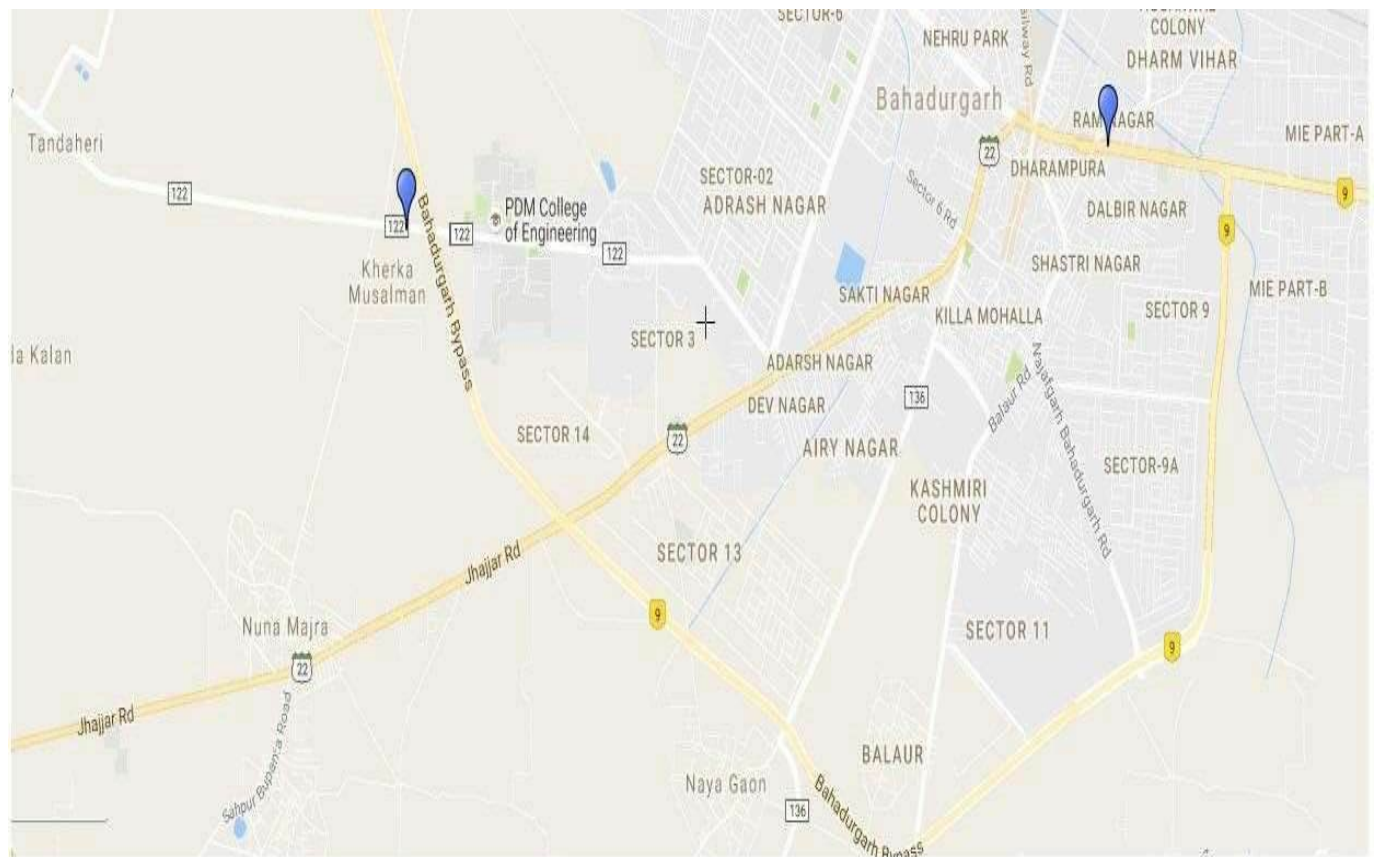 SECTOR-6
COLONY
NEHRU PARK
DHARM VIHAR
Bahadurgarh
RAM NAGAR
MIE PART-A
Tandaheri
22
DHARAMPURA
SECTOR-02
ADRASH NAGAR
122
9
Sector 6 Rd
DALBIR NAGAR
PDM College
of Engineering
122
122
122
9
Kherka
Musalman
Bahadurgarh Bypass
SHASTRI NAGAR
SAKTI NAGAR
MIE PART-B
KILLA MOHALLA
SECTOR 9
SECTOR 3
da Kalan
ADARSH NAGAR
136
DEV NAGAR
Balaur Rd
Najafgarh Bahadurgarh Rd
SECTOR 14
22
AIRY NAGAR
SECTOR-9A
KASHMIRI
COLONY
SECTOR 13
Jhajjar Rd
9
Nuna Majra
SECTOR 11
22
9
Jhajjar Rd
BALAUR
Naya Gaon
136
Bahadurgarh Bypass